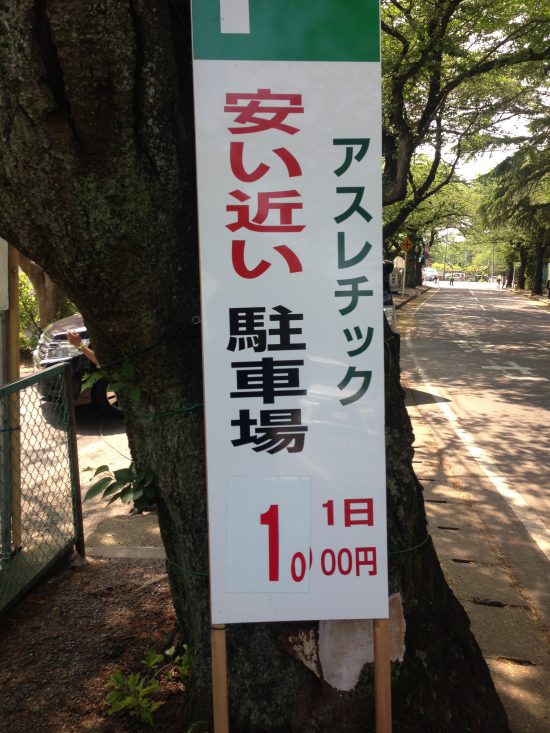 アスレチック
安い近い 駐車場
1日
1000円